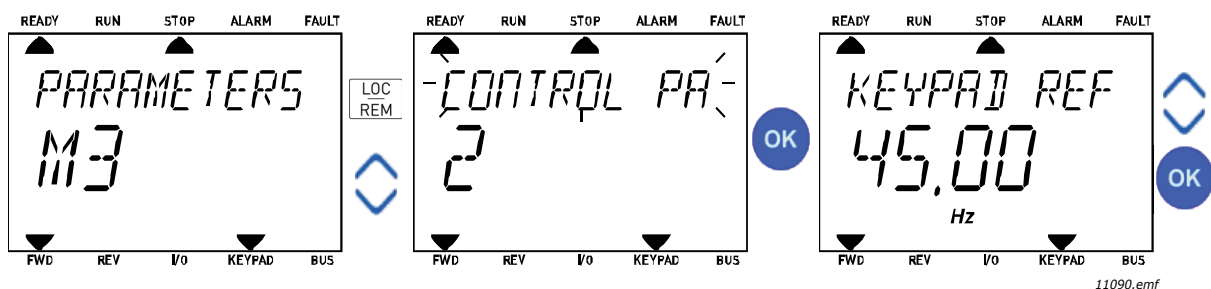 READY RUN STOP ALARM FAULT
PARAMETERS
M3
FWD REV I/O KEYPAD BUS
LOC
REM
READY RUN STOP ALARM FAULT
CONTROL PA
2
FWD REV I/O KEYPAD BUS
OK
READY RUN STOP ALARM FAULT
KEYPAD REF
45.00
Hz
FWD REV I/O KEYPAD BUS
OK
11090.emf